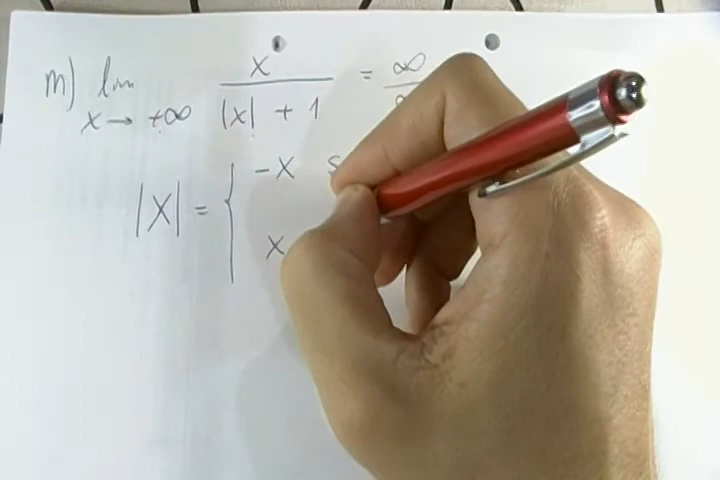 m) lim x → +∞ x / (|x| + 1) = ∞
|x| = { -x s
x